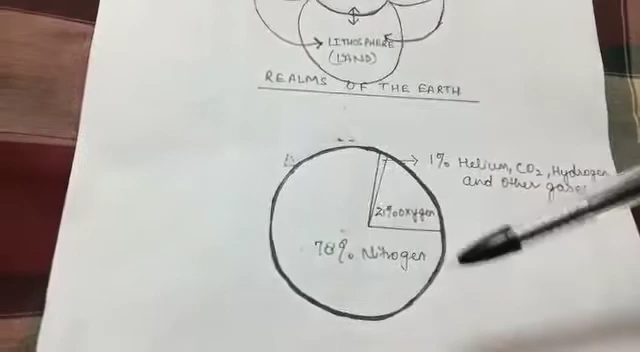 LITHOSPHERE
(LAND)
REALMS OF THE EARTH
1% Helium, CO2, Hydrogen
and other gases
21% oxygen
78% Nitrogen